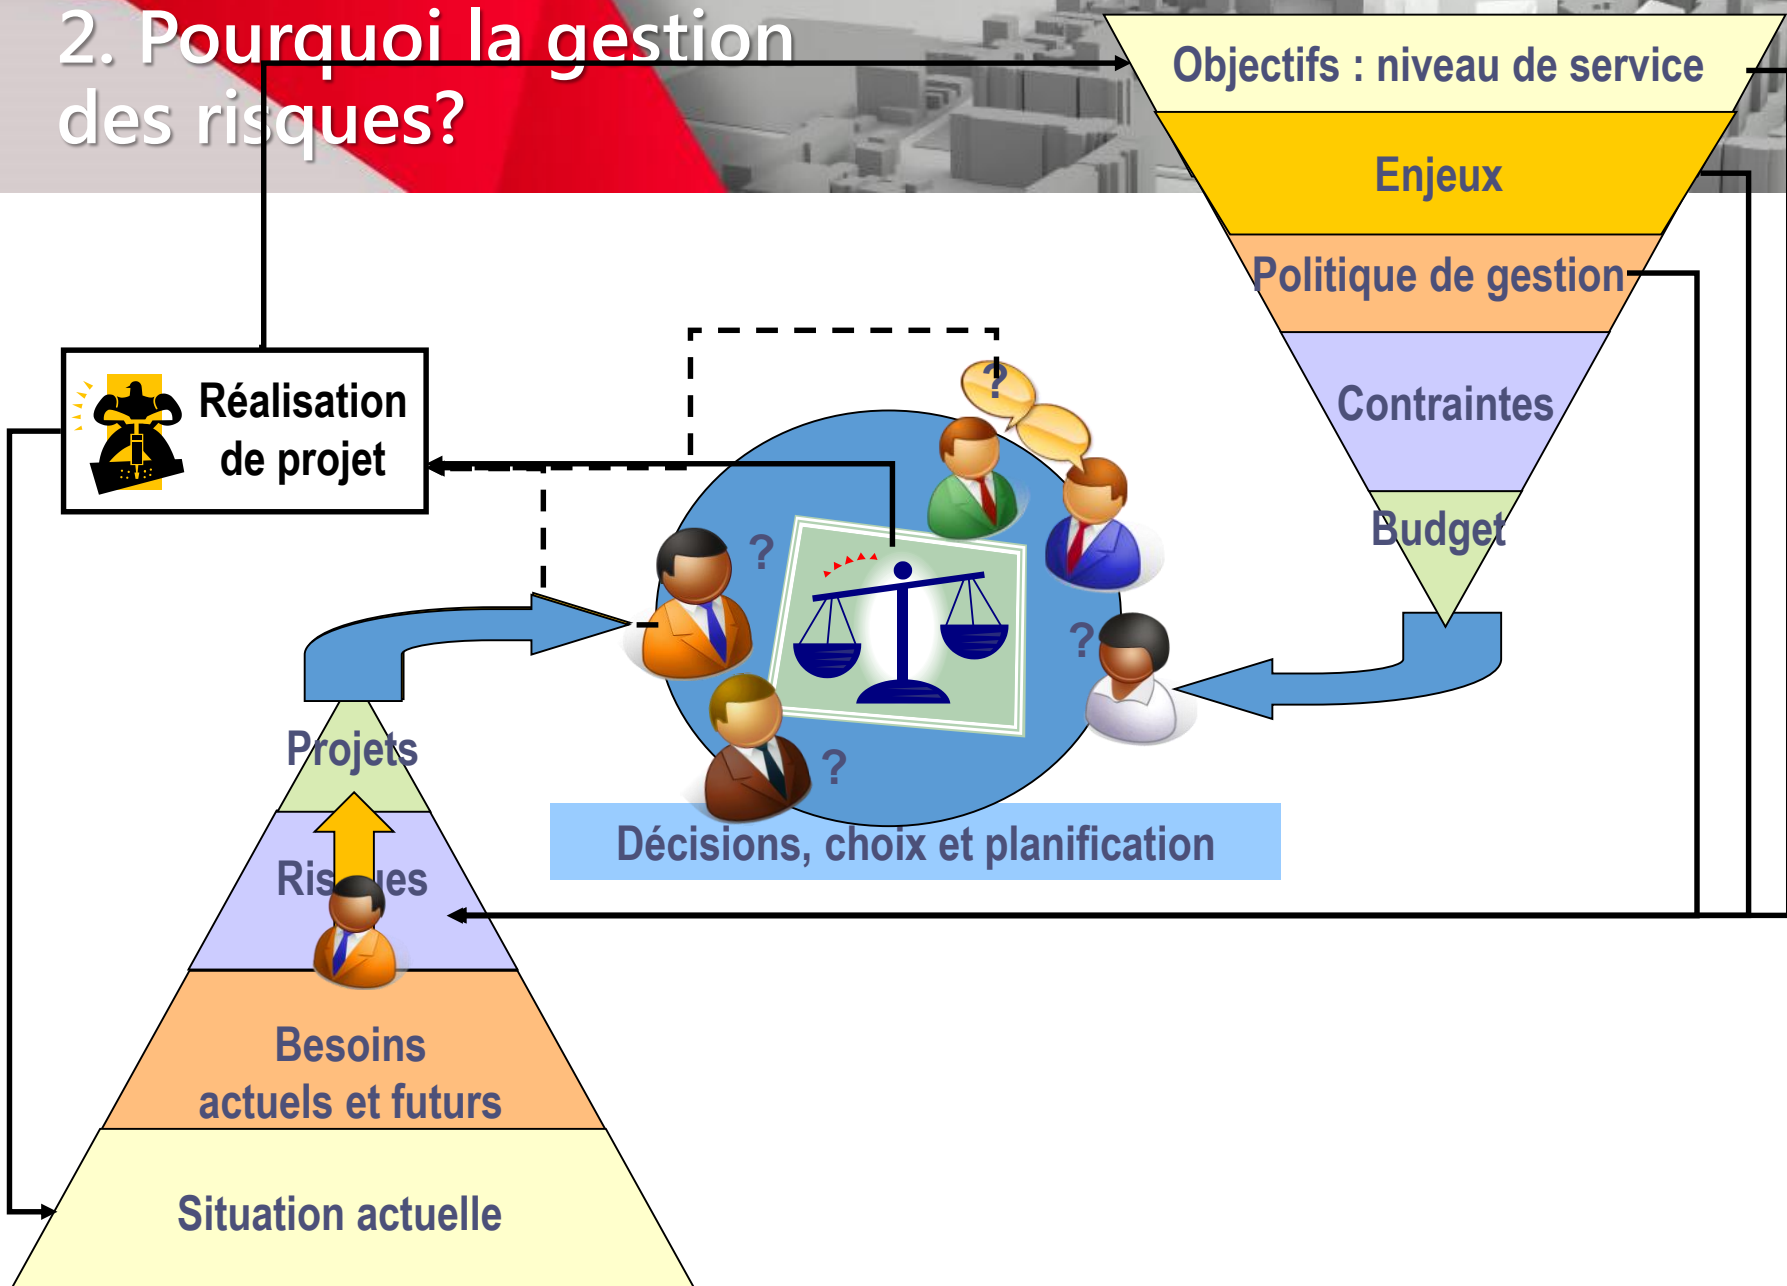 2. Pourquoi la gestion
des risques?
Objectifs : niveau de service
Enjeux
Politique de gestion
Contraintes
Budget
Réalisation
de projet
?
?
?
?
Décisions, choix et planification
Projets
Risques
Besoins
actuels et futurs
Situation actuelle